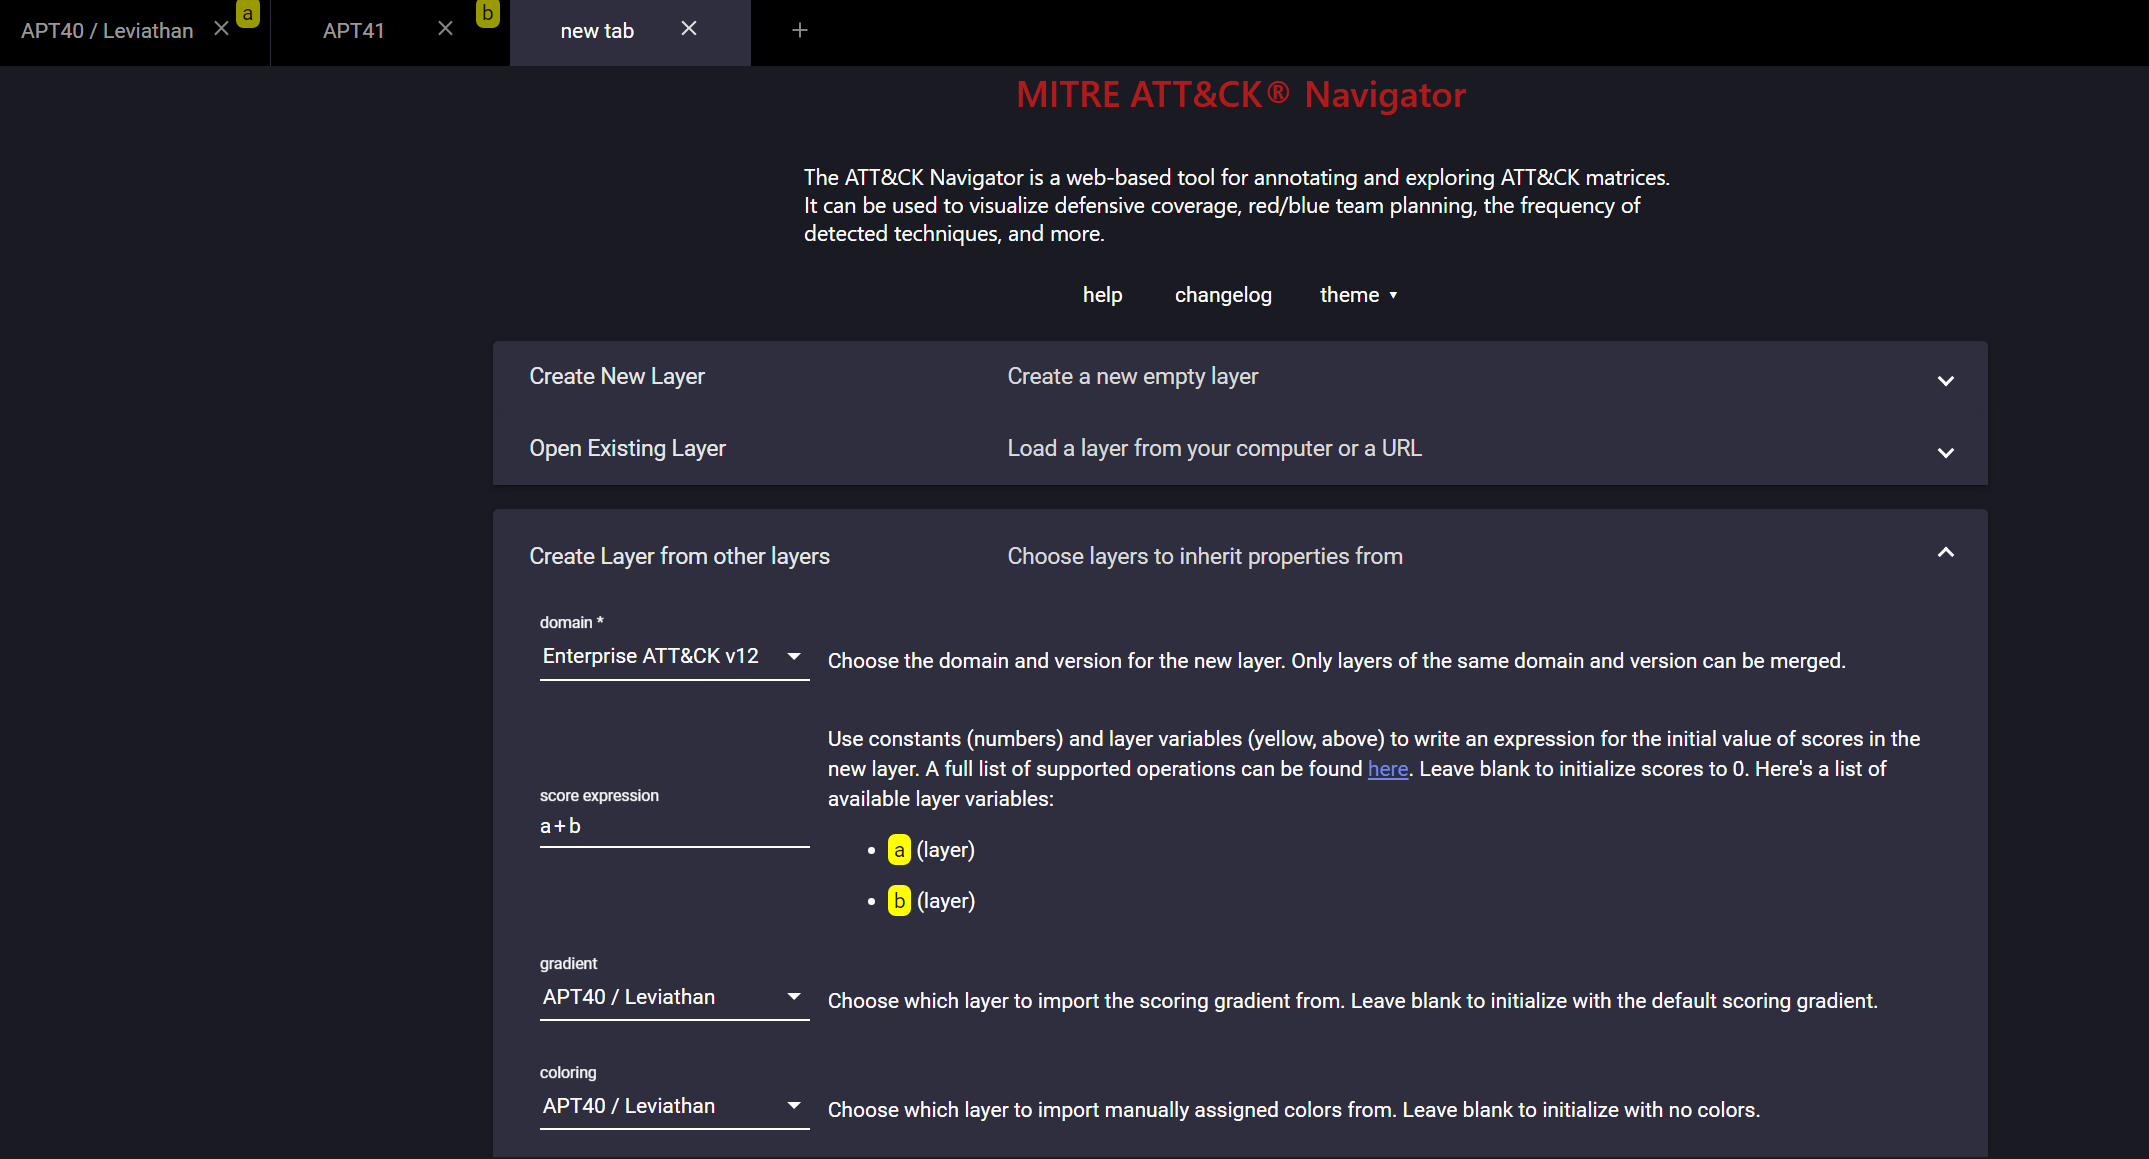 APT40 / Leviathan a APT41 b new tab +
MITRE ATT&CK® Navigator
The ATT&CK Navigator is a web-based tool for annotating and exploring ATT&CK matrices.
It can be used to visualize defensive coverage, red/blue team planning, the frequency of
detected techniques, and more.
help changelog theme ▾
Create New Layer Create a new empty layer
Open Existing Layer Load a layer from your computer or a URL
Create Layer from other layers Choose layers to inherit properties from
domain *
Enterprise ATT&CK v12
Choose the domain and version for the new layer. Only layers of the same domain and version can be merged.
score expression
a+b
Use constants (numbers) and layer variables (yellow, above) to write an expression for the initial value of scores in the
new layer. A full list of supported operations can be found here. Leave blank to initialize scores to 0. Here's a list of
available layer variables:
• a (layer)
• b (layer)
gradient
APT40 / Leviathan
Choose which layer to import the scoring gradient from. Leave blank to initialize with the default scoring gradient.
coloring
APT40 / Leviathan
Choose which layer to import manually assigned colors from. Leave blank to initialize with no colors.